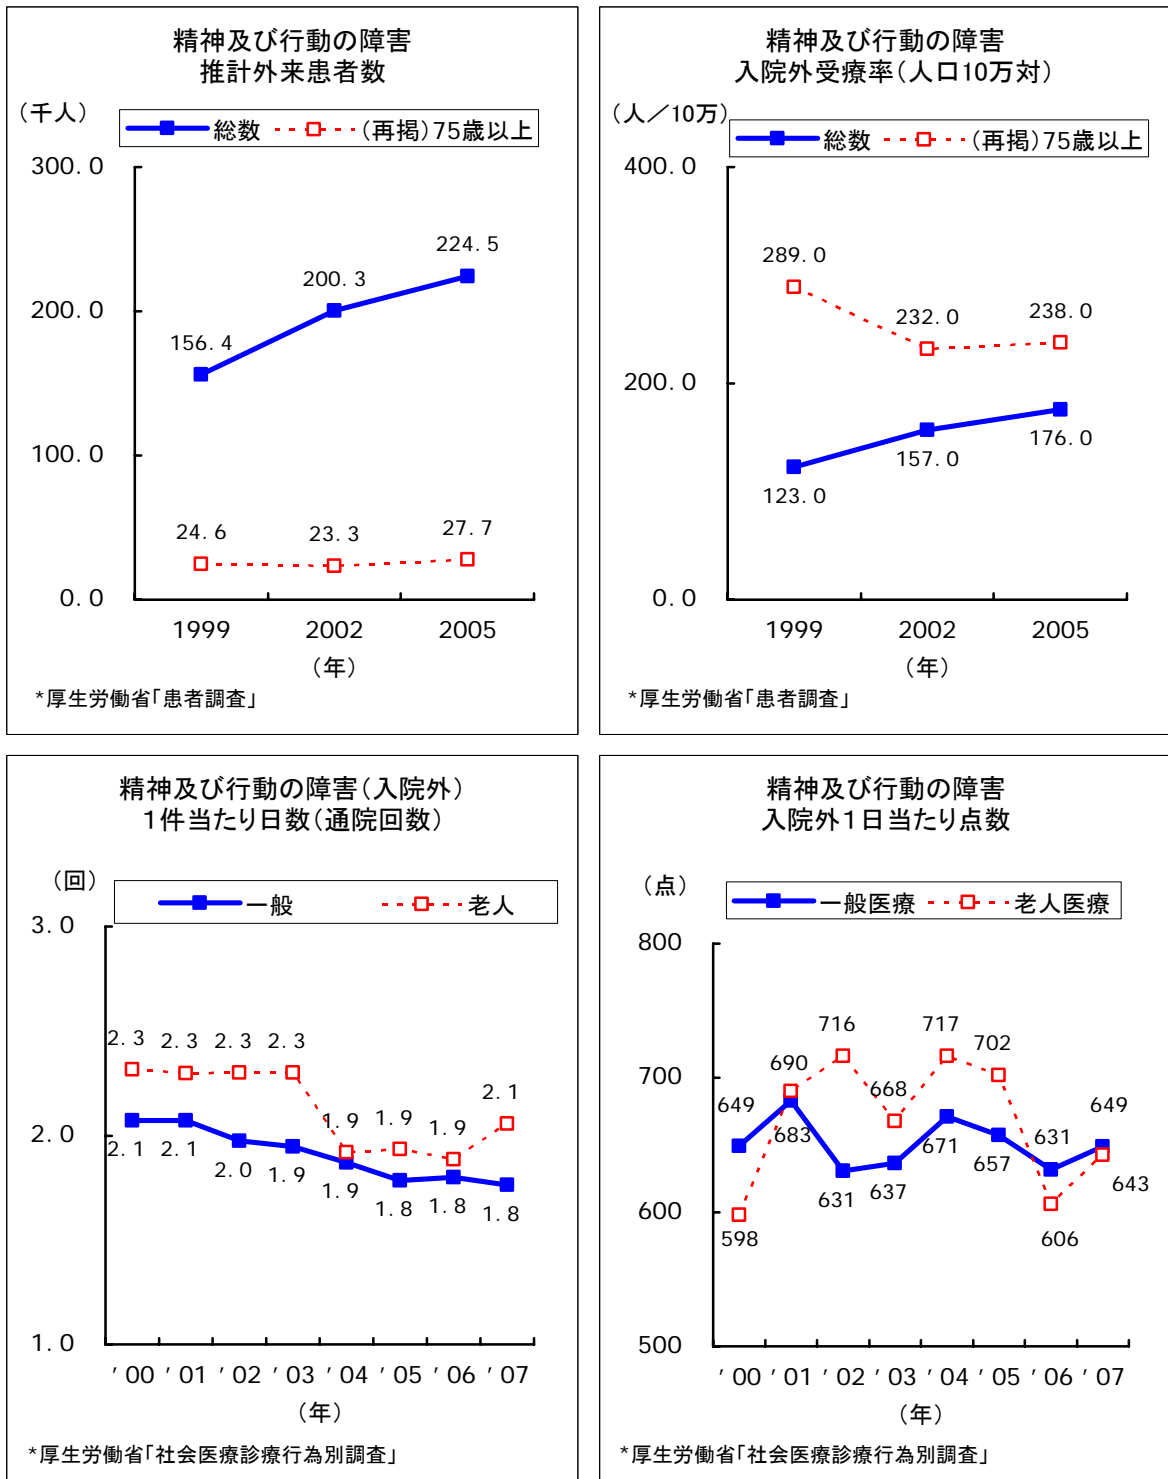 精神及び行動の障害
推計外来患者数
（千人）
総数 （再掲）75歳以上
300.0
200.0
100.0
0.0
156.4 200.3 224.5
24.6 23.3 27.7
1999 2002 2005
（年）
*厚生労働省「患者調査」
精神及び行動の障害
入院外受療率（人口10万対）
（人／10万）
総数 （再掲）75歳以上
400.0
200.0
0.0
289.0 232.0 238.0
123.0 157.0 176.0
1999 2002 2005
（年）
*厚生労働省「患者調査」
精神及び行動の障害（入院外）
１件当たり日数（通院回数）
（回）
一般 老人
3.0
2.0
1.0
2.3 2.3 2.3 2.3 1.9 1.9 1.9 2.1
2.1 2.1 2.0 1.9 1.9 1.8 1.8 1.8
'00 '01 '02 '03 '04 '05 '06 '07
（年）
*厚生労働省「社会医療診療行為別調査」
精神及び行動の障害
入院外１日当たり点数
（点）
一般医療 老人医療
800
700
600
500
649 683 631 637 671 657 631 649
598 690 716 668 717 702 606 643
'00 '01 '02 '03 '04 '05 '06 '07
（年）
*厚生労働省「社会医療診療行為別調査」